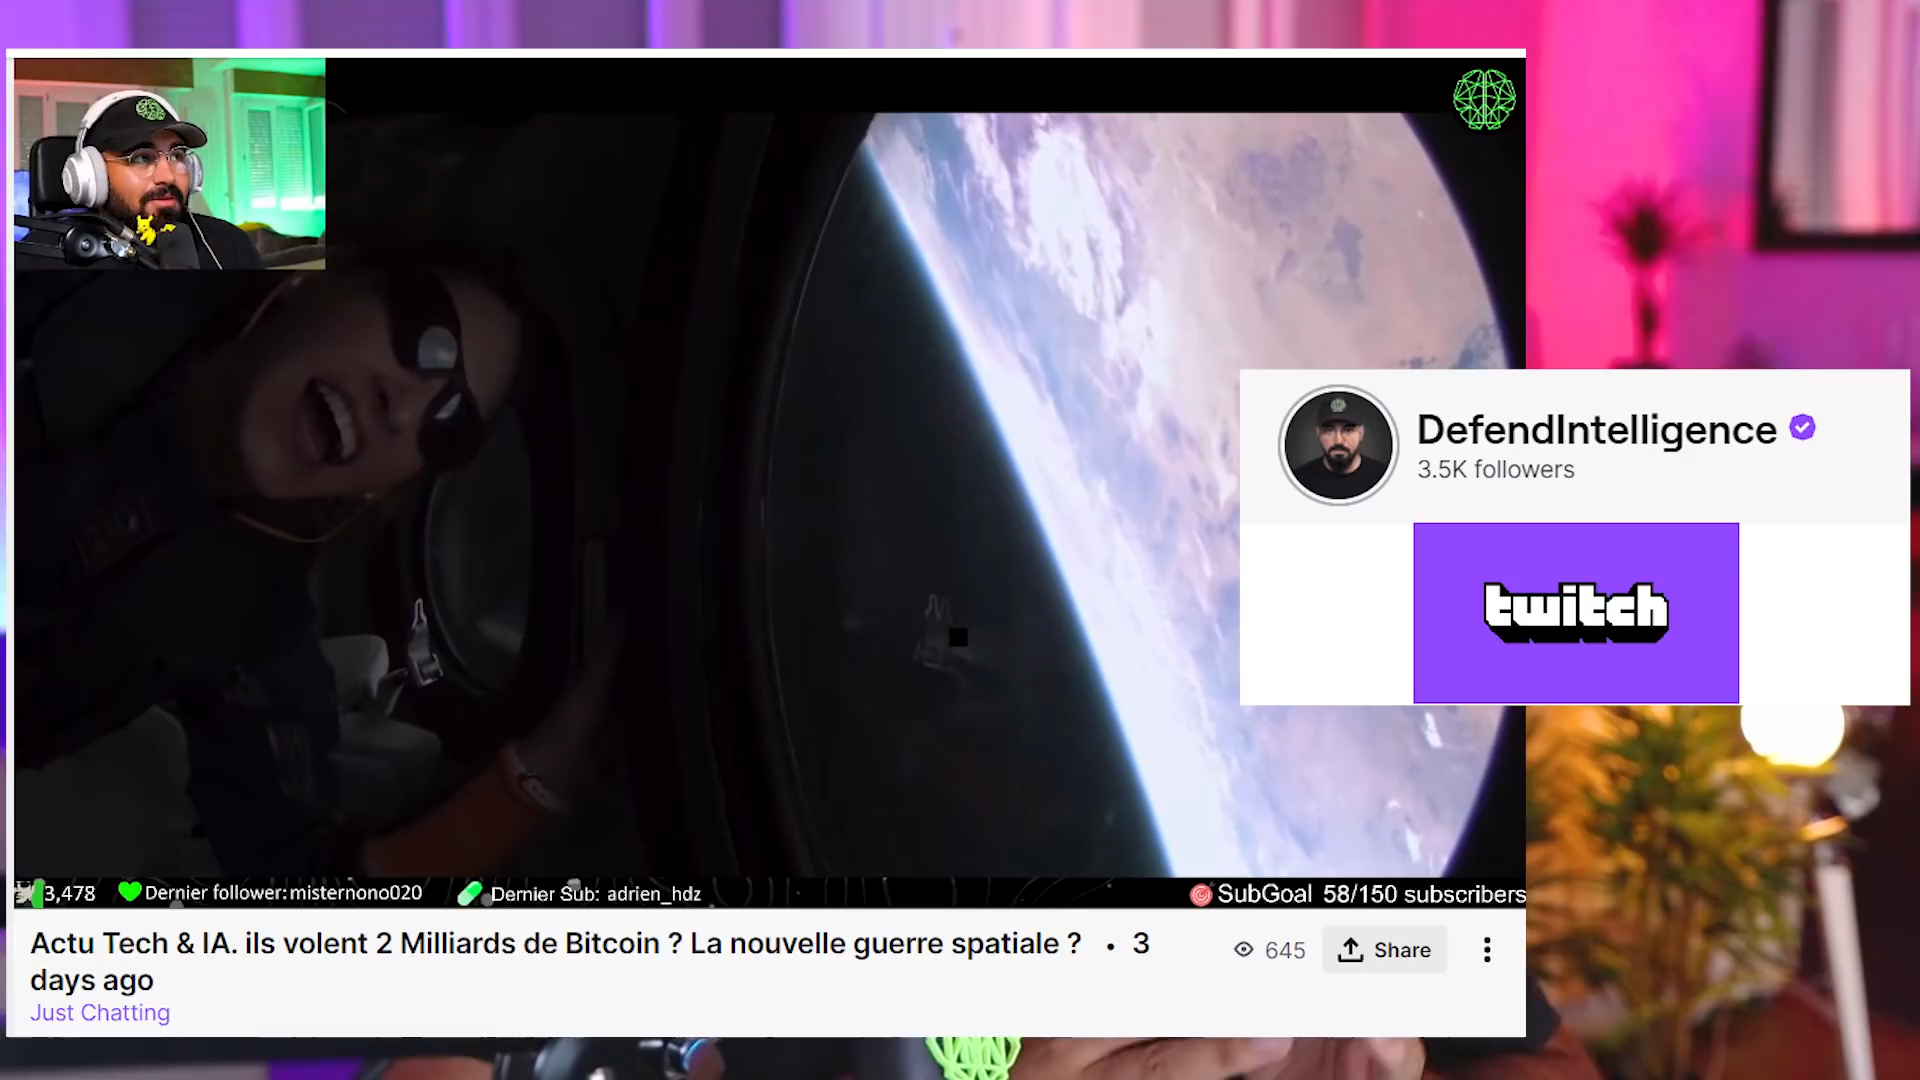 DefendIntelligence
3.5K followers
twitch
3,478
Dernier follower: misternono020
Dernier Sub: adrien_hdz
SubGoal 58/150 subscribers
Actu Tech & IA. ils volent 2 Milliards de Bitcoin ? La nouvelle guerre spatiale ? • 3
days ago
645
Share
Just Chatting